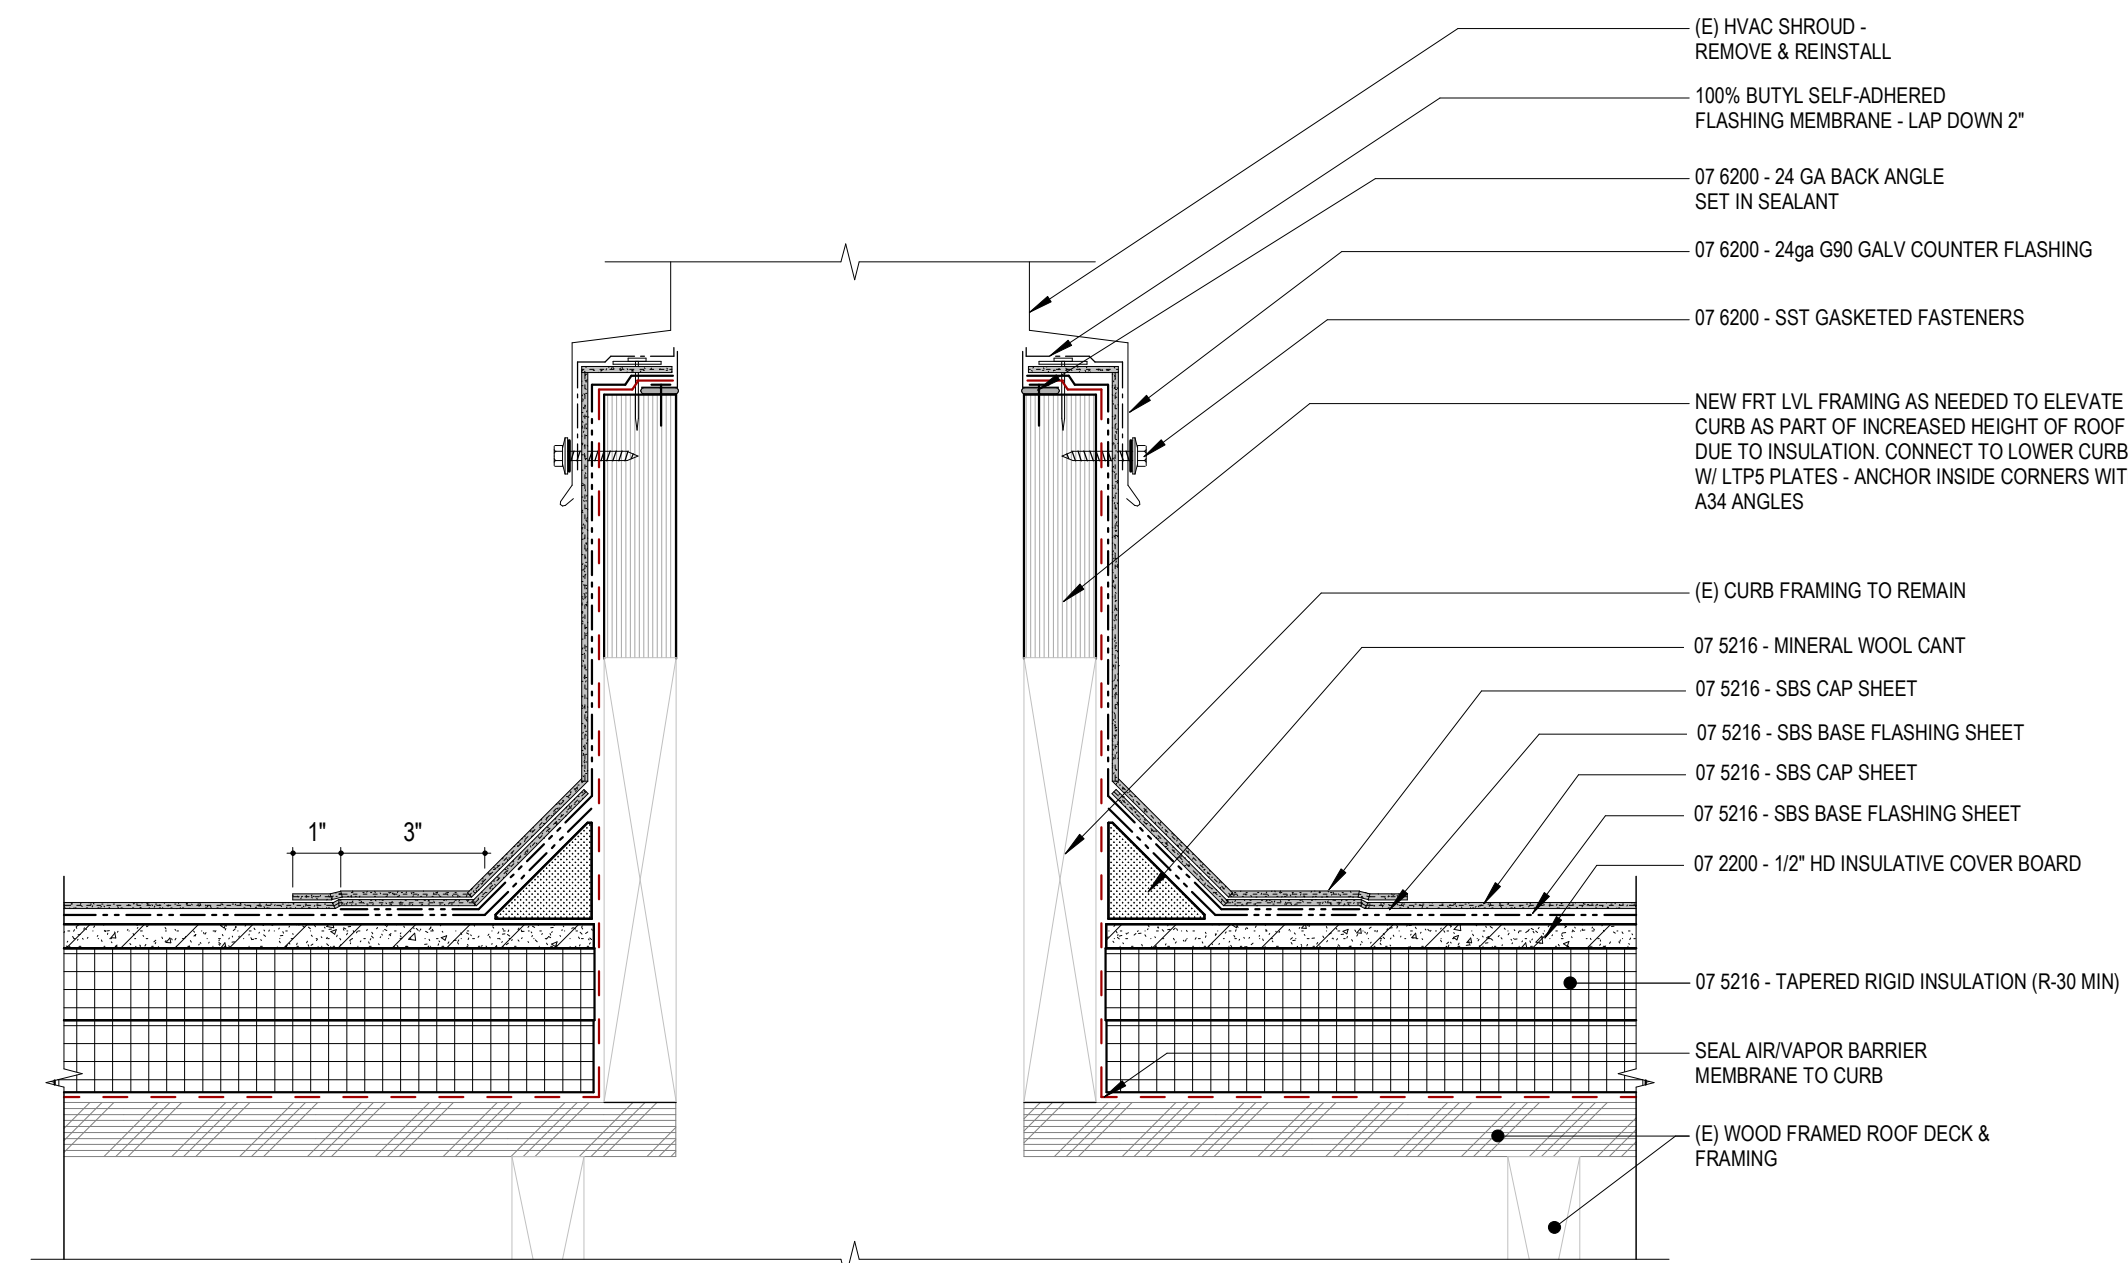 (E) HVAC SHROUD -
REMOVE & REINSTALL
100% BUTYL SELF-ADHERED
FLASHING MEMBRANE - LAP DOWN 2"
07 6200 - 24 GA BACK ANGLE
SET IN SEALANT
07 6200 - 24ga G90 GALV COUNTER FLASHING
07 6200 - SST GASKETED FASTENERS
NEW FRT LVL FRAMING AS NEEDED TO ELEVATE
CURB AS PART OF INCREASED HEIGHT OF ROOF
DUE TO INSULATION. CONNECT TO LOWER CURB
W/ LTP5 PLATES - ANCHOR INSIDE CORNERS WIT
A34 ANGLES
(E) CURB FRAMING TO REMAIN
07 5216 - MINERAL WOOL CANT
07 5216 - SBS CAP SHEET
07 5216 - SBS BASE FLASHING SHEET
07 5216 - SBS CAP SHEET
07 5216 - SBS BASE FLASHING SHEET
1" 3"
07 2200 - 1/2" HD INSULATIVE COVER BOARD
07 5216 - TAPERED RIGID INSULATION (R-30 MIN)
SEAL AIR/VAPOR BARRIER
MEMBRANE TO CURB
(E) WOOD FRAMED ROOF DECK &
FRAMING